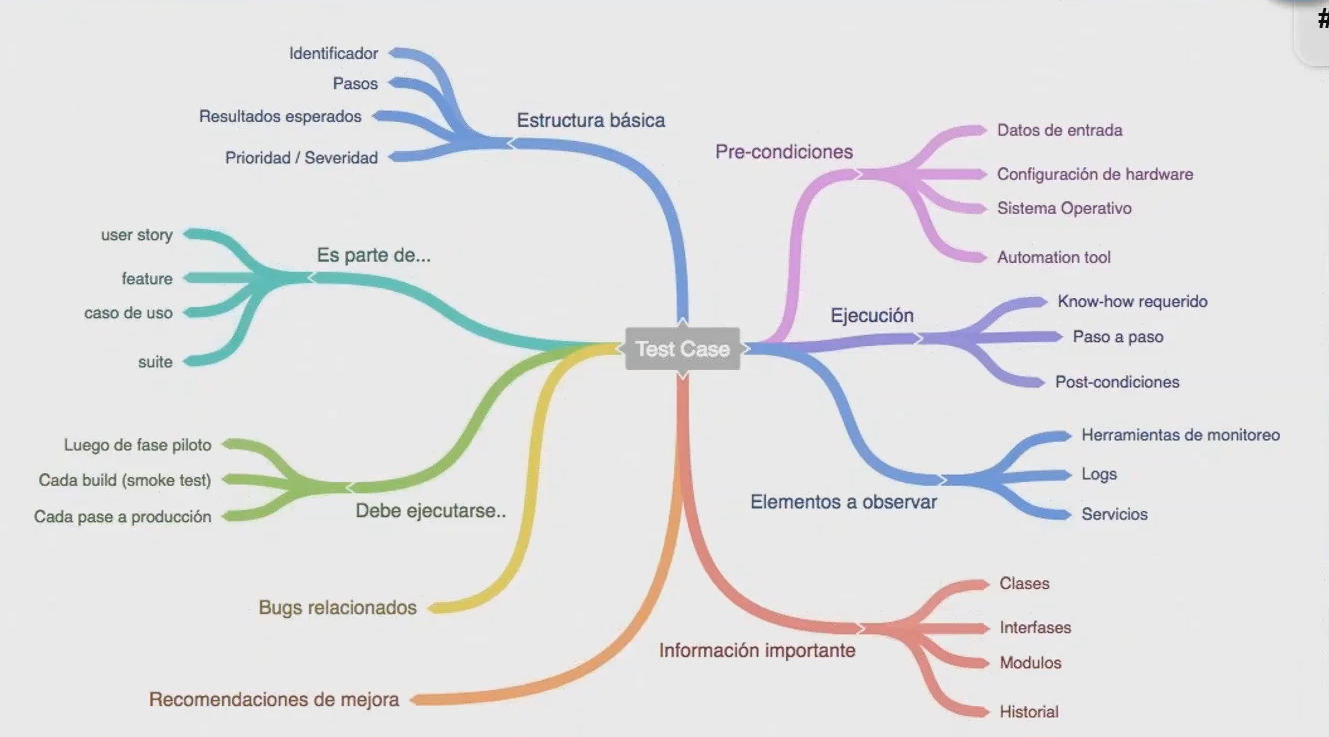 #
Identificador
Pasos
Resultados esperados
Prioridad / Severidad
Estructura básica
user story
feature
caso de uso
suite
Es parte de...
Luego de fase piloto
Cada build (smoke test)
Cada pase a producción
Debe ejecutarse..
Bugs relacionados
Recomendaciones de mejora
Test Case
Pre-condiciones
Datos de entrada
Configuración de hardware
Sistema Operativo
Automation tool
Ejecución
Know-how requerido
Paso a paso
Post-condiciones
Elementos a observar
Herramientas de monitoreo
Logs
Servicios
Información importante
Clases
Interfases
Modulos
Historial